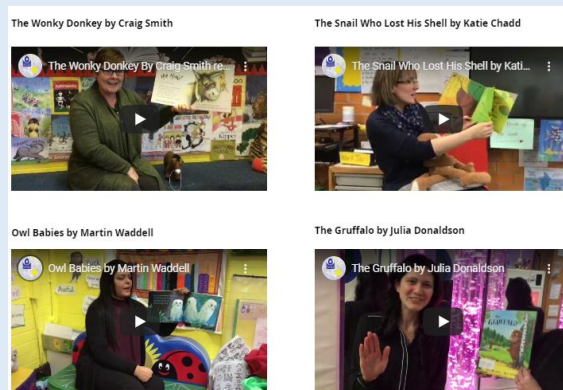 The Wonky Donkey by Craig Smith
The Snail Who Lost His Shell by Katie Chadd
The Wonky Donkey By Craig Smith re...
The Snail Who Lost His Shell by Kati...
Owl Babies by Martin Waddell
The Gruffalo by Julia Donaldson
Owl Babies by Martin Waddell
The Gruffalo by Julia Donaldson
GRUFFALO